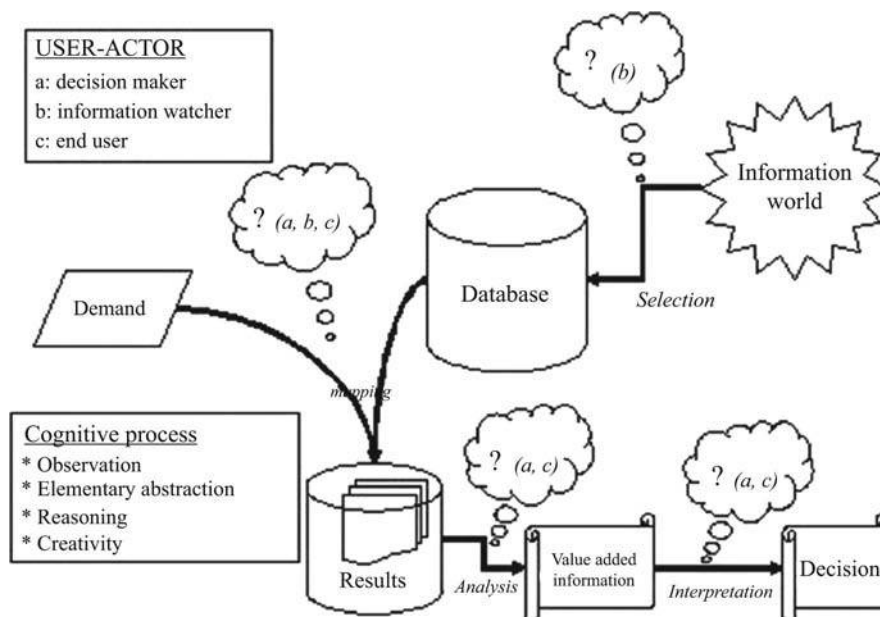 USER-ACTOR
a: decision maker
b: information watcher
c: end user
? (b)
Information
world
? (a, b, c)
Database
Selection
Demand
mapping
Cognitive process
* Observation
* Elementary abstraction
* Reasoning
* Creativity
? (a, c)
? (a, c)
Results
Analysis
Value added
information
Interpretation
Decision